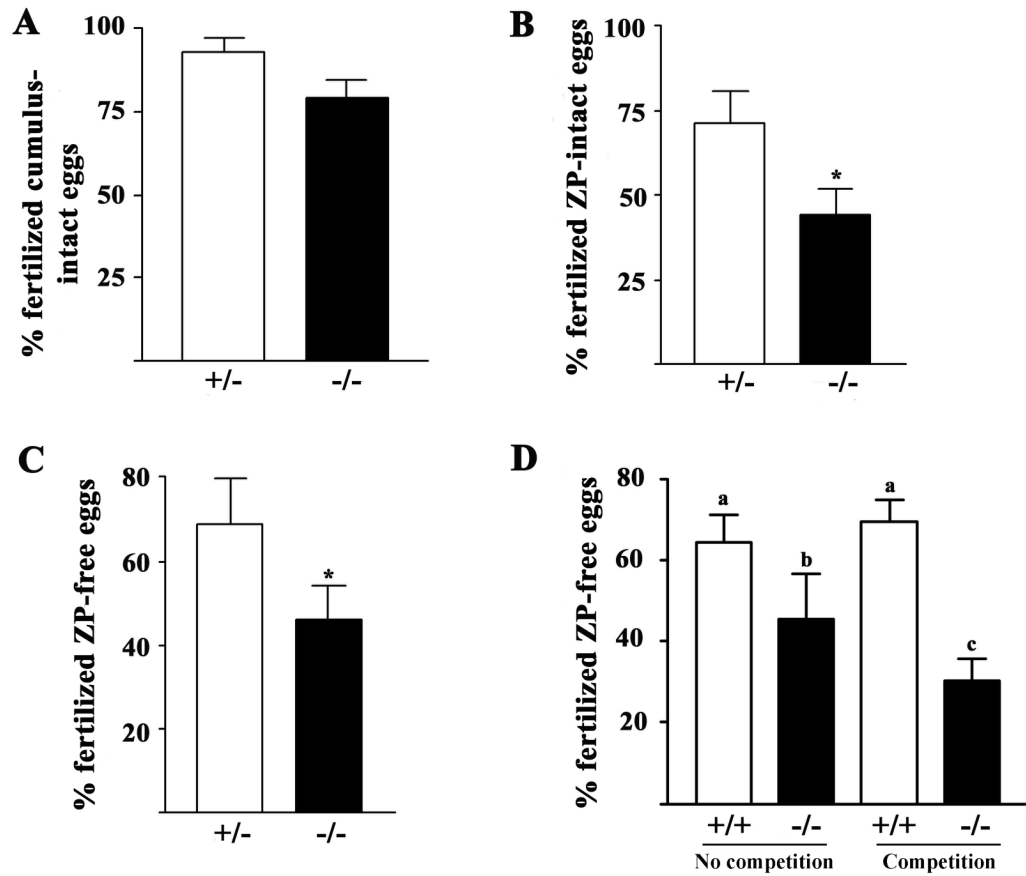 A
% fertilized cumulus-
intact eggs
100
75
50
25
+/-
-/-
B
% fertilized ZP-intact eggs
100
75
50
25
*
+/-
-/-
C
% fertilized ZP-free eggs
80
60
40
20
*
+/-
-/-
D
% fertilized ZP-free eggs
80
60
40
20
a
b
a
c
+/+
-/-
+/+
-/-
No competition
Competition